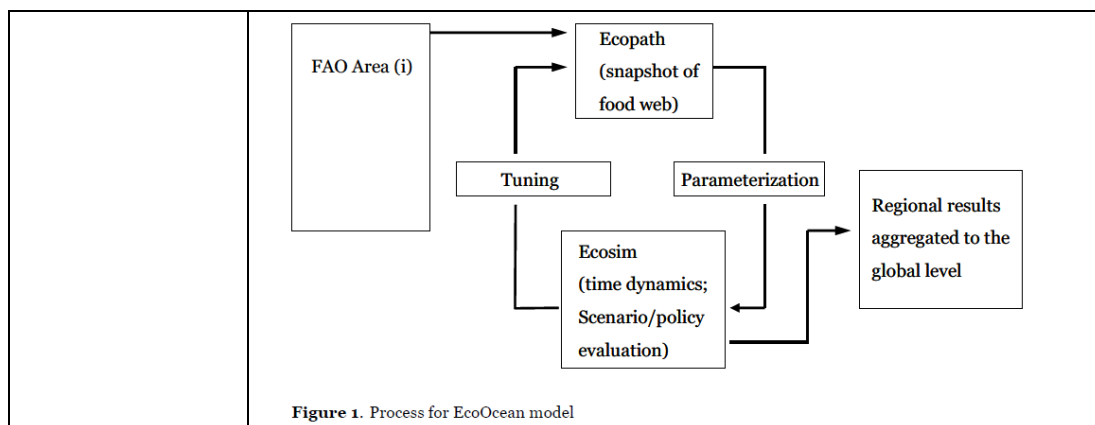 FAO Area (i)
Ecopath
(snapshot of
food web)
Tuning
Parameterization
Ecosim
(time dynamics;
Scenario/policy
evaluation)
Regional results
aggregated to the
global level
Figure 1. Process for EcoOcean model